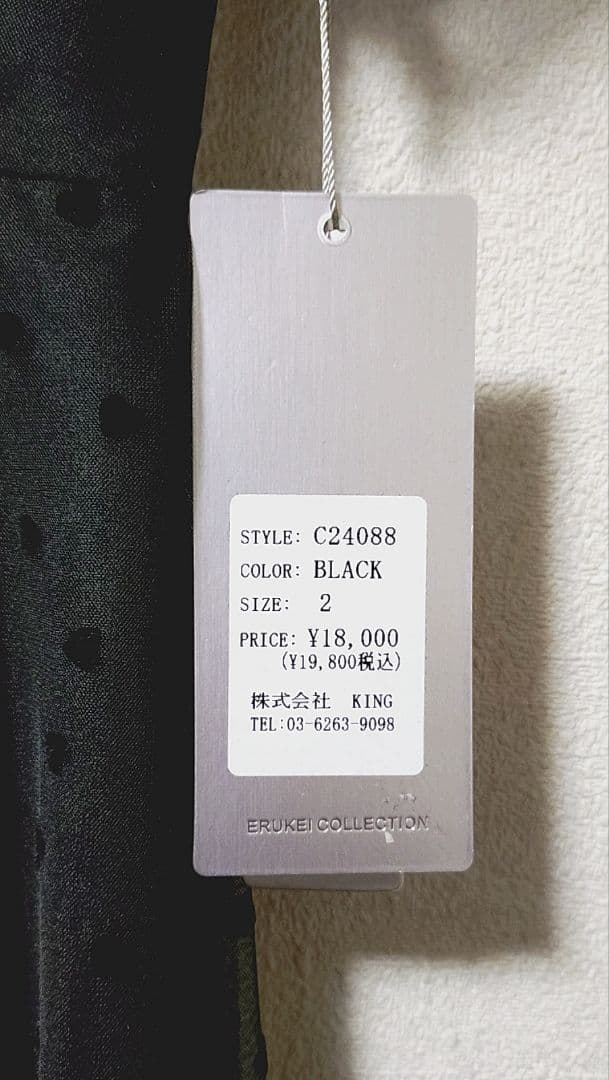 STYLE: C24088
COLOR: BLACK
SIZE: 2
PRICE: ¥18,000
(¥19,800税込)
株式会社 KING
TEL:03-6263-9098
ERUKEI COLLECTION